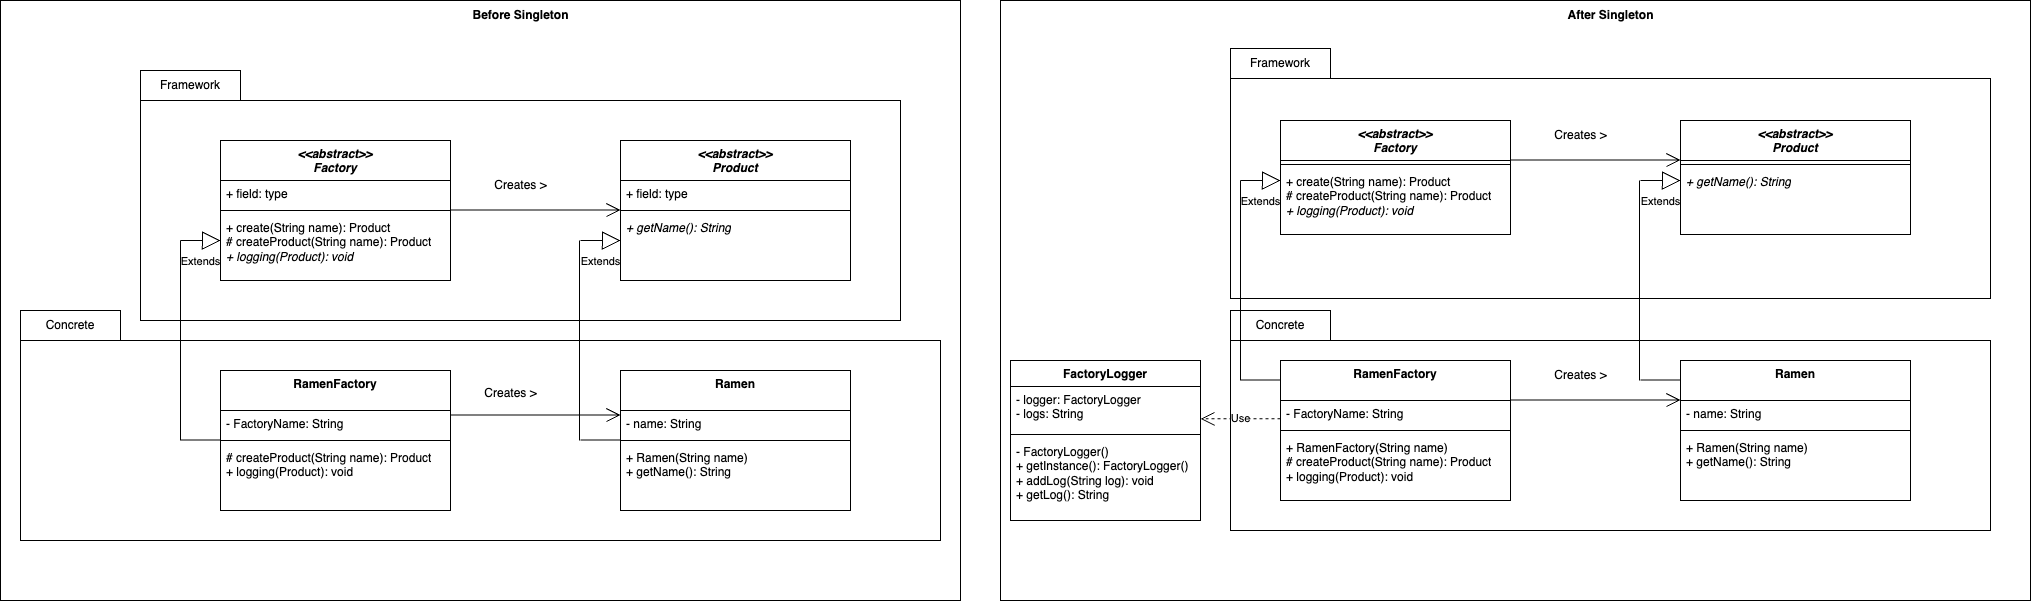 Before Singleton
Framework
<<abstract>>
Factory
+ field: type
+ create(String name): Product
# createProduct(String name): Product
+ logging(Product): void
Creates >
<<abstract>>
Product
+ field: type
+ getName(): String
Extends
Extends
Concrete
RamenFactory
- FactoryName: String
# createProduct(String name): Product
+ logging(Product): void
Creates >
Ramen
- name: String
+ Ramen(String name)
+ getName(): String
After Singleton
Framework
<<abstract>>
Factory
+ create(String name): Product
# createProduct(String name): Product
+ logging(Product): void
Creates >
<<abstract>>
Product
+ getName(): String
Extends
Extends
Concrete
FactoryLogger
- logger: FactoryLogger
- logs: String
- FactoryLogger()
+ getInstance(): FactoryLogger()
+ addLog(String log): void
+ getLog(): String
Use
RamenFactory
- FactoryName: String
+ RamenFactory(String name)
# createProduct(String name): Product
+ logging(Product): void
Creates >
Ramen
- name: String
+ Ramen(String name)
+ getName(): String